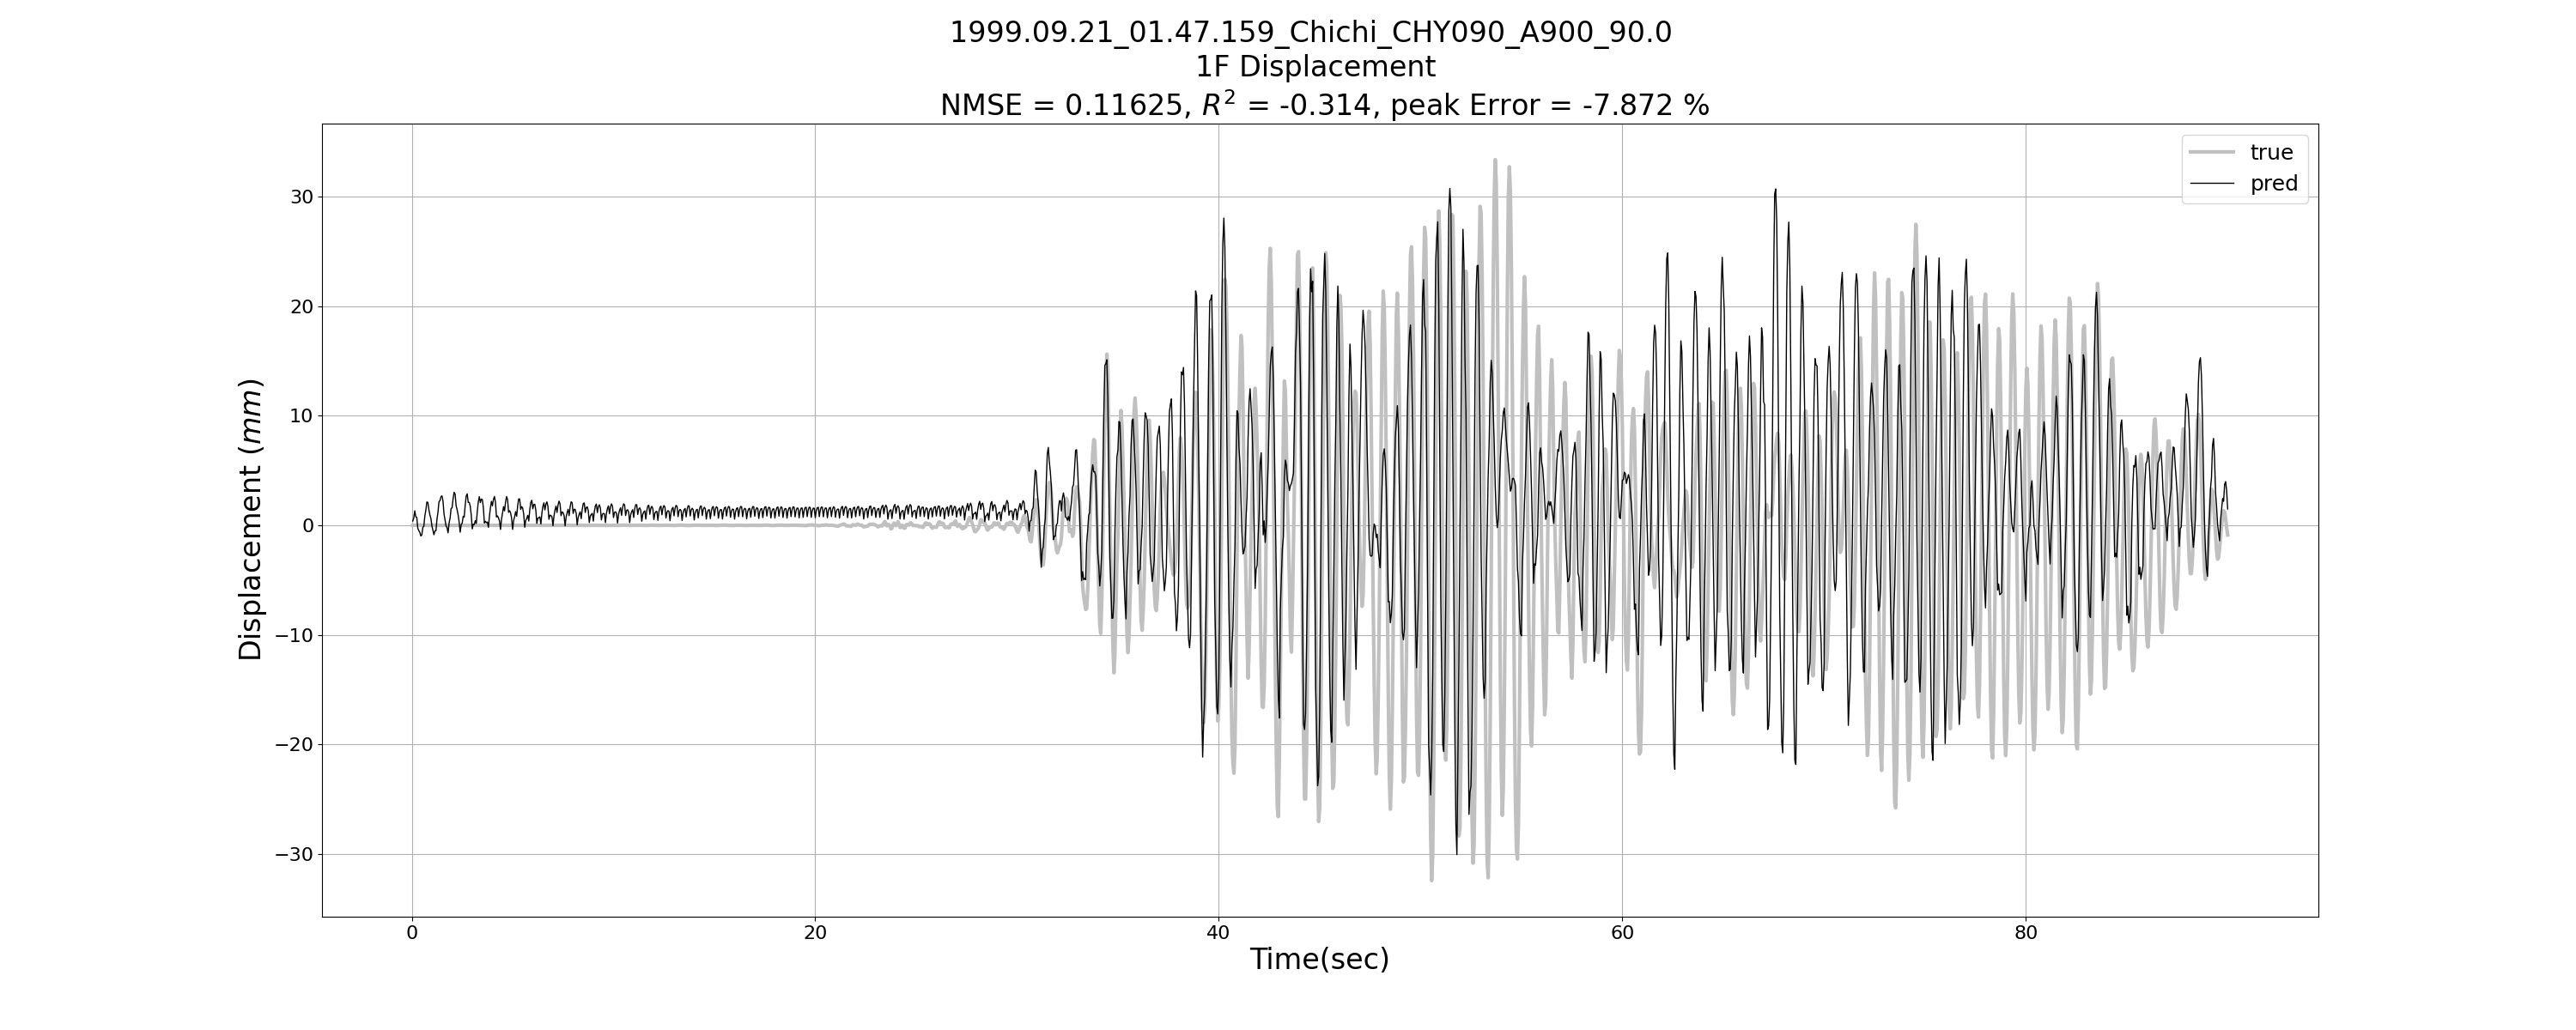 1999.09.21_01.47.159_Chichi_CHY090_A900_90.0
1F Displacement
NMSE = 0.11625, R² = -0.314, peak Error = -7.872 %
true
pred
Displacement (mm)
30
20
10
0
−10
−20
−30
0 20 40 60 80
Time(sec)